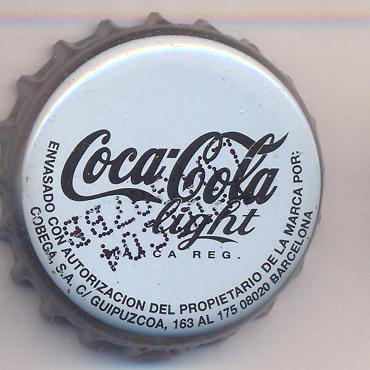 Coca-Cola
light
CA REG.
ENVASADO CON AUTORIZACION DEL PROPIETARIO DE LA MARCA POR:
COBEGA, S.A. C/ GUIPUZCOA, 163 AL 175 08020 BARCELONA